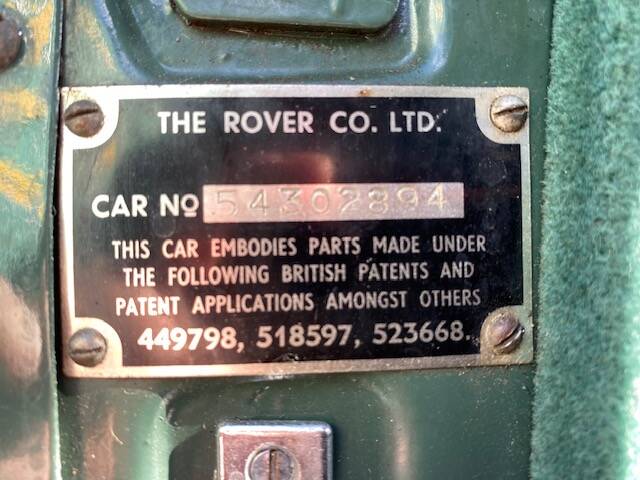 THE ROVER CO. LTD.
CAR Nº 54302894
THIS CAR EMBODIES PARTS MADE UNDER
THE FOLLOWING BRITISH PATENTS AND
PATENT APPLICATIONS AMONGST OTHERS
449798, 518597, 523668.